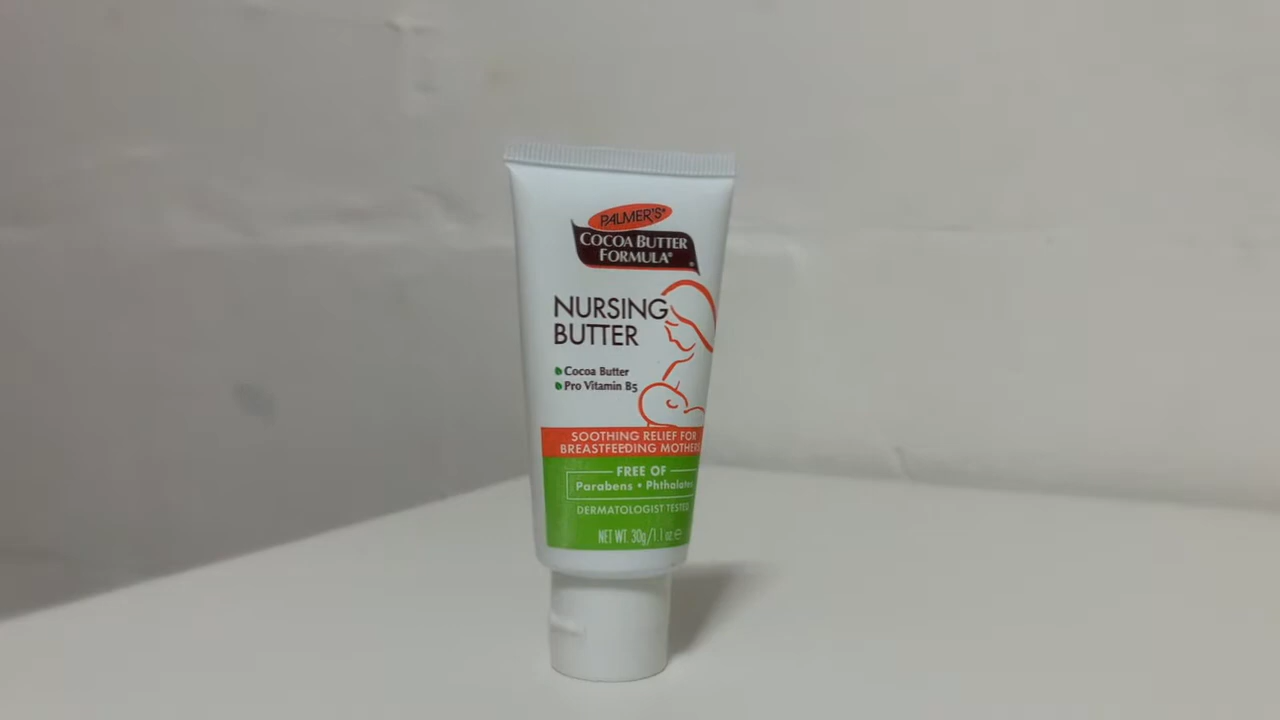 PALMER'S®
COCOA BUTTER
FORMULA®
NURSING
BUTTER
Cocoa Butter
Pro Vitamin B5
SOOTHING RELIEF FOR
BREASTFEEDING MOTHERS
FREE OF
Parabens • Phthalates
DERMATOLOGIST TESTED
NET WT. 30g/1.1 oz. ℮